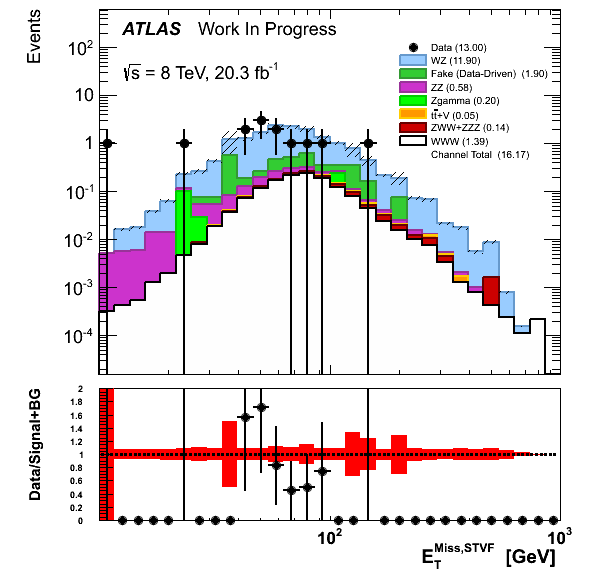 Events
ATLAS Work In Progress
√s = 8 TeV, 20.3 fb⁻¹
Data (13.00)
WZ (11.90)
Fake (Data-Driven) (1.90)
ZZ (0.58)
Zgamma (0.20)
tt̄+V (0.05)
ZWW+ZZZ (0.14)
WWW (1.39)
Channel Total (16.17)
10²
10
1
10⁻¹
10⁻²
10⁻³
10⁻⁴
Data/Signal+BG
2
1.8
1.6
1.4
1.2
1
0.8
0.6
0.4
0.2
0
10² 10³
E_T^Miss,STVF [GeV]